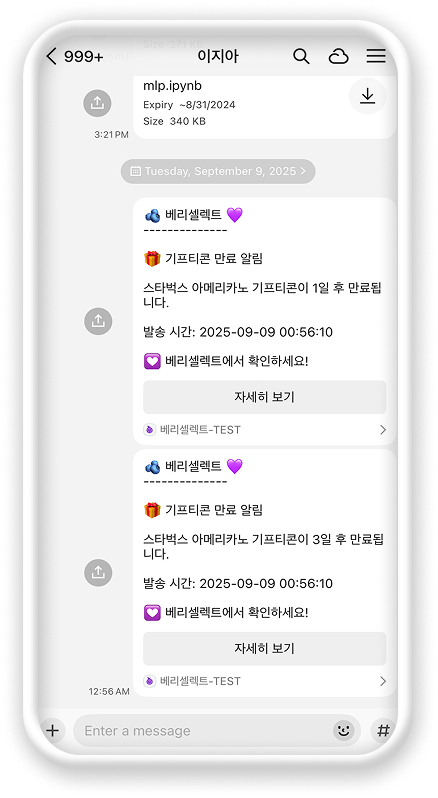 999+
이지아
mlp.ipynb
Expiry ~8/31/2024
Size 340 KB
3:21 PM
Tuesday, September 9, 2025 >
베리셀렉트
--------------
기프티콘 만료 알림
스타벅스 아메리카노 기프티콘이 1일 후 만료됩
니다.
발송 시간: 2025-09-09 00:56:10
베리셀렉트에서 확인하세요!
자세히 보기
베리셀렉트-TEST
베리셀렉트
--------------
기프티콘 만료 알림
스타벅스 아메리카노 기프티콘이 3일 후 만료됩
니다.
발송 시간: 2025-09-09 00:56:10
베리셀렉트에서 확인하세요!
자세히 보기
베리셀렉트-TEST
12:56 AM
Enter a message
#